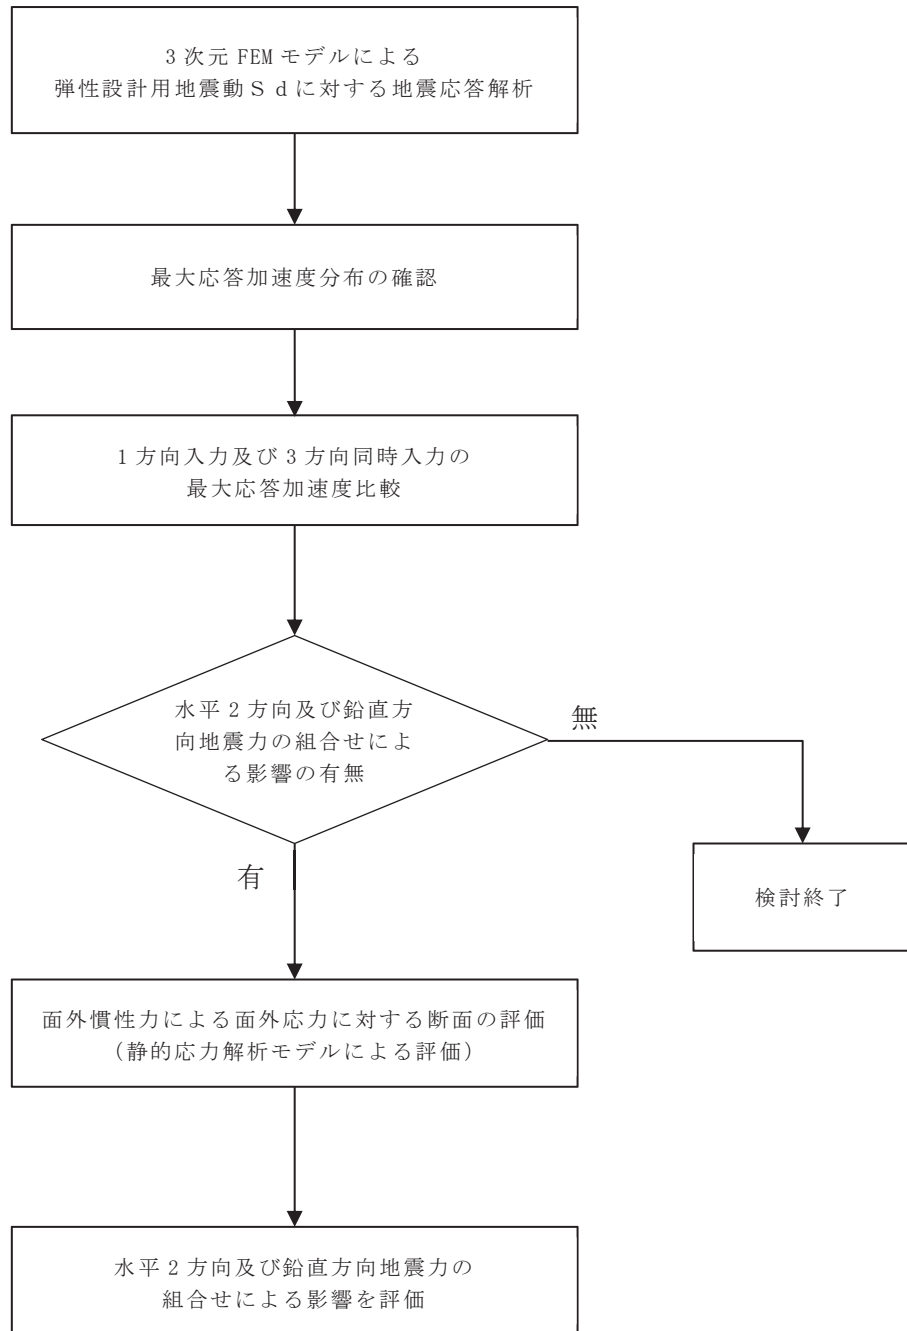 3次元FEMモデルによる
弾性設計用地震動Ｓｄに対する地震応答解析
最大応答加速度分布の確認
1方向入力及び3方向同時入力の
最大応答加速度比較
水平2方向及び鉛直方
向地震力の組合せによ
る影響の有無
無
有
検討終了
面外慣性力による面外応力に対する断面の評価
（静的応力解析モデルによる評価）
水平2方向及び鉛直方向地震力の
組合せによる影響を評価